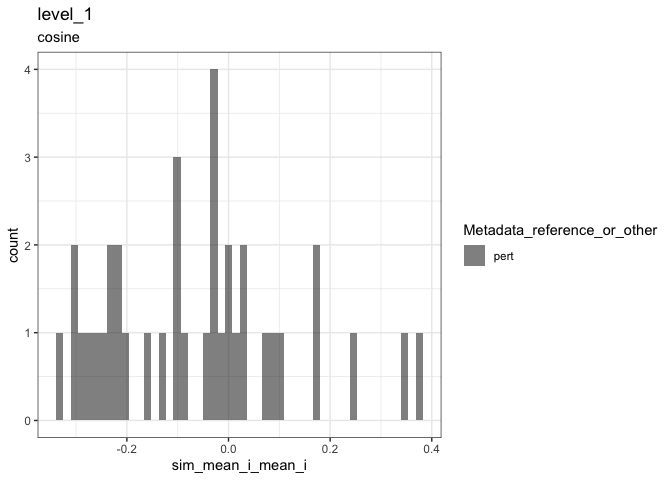 level_1
cosine
4
3
2
1
0
count
-0.2
0.0
0.2
0.4
sim_mean_i_mean_i
Metadata_reference_or_other
pert